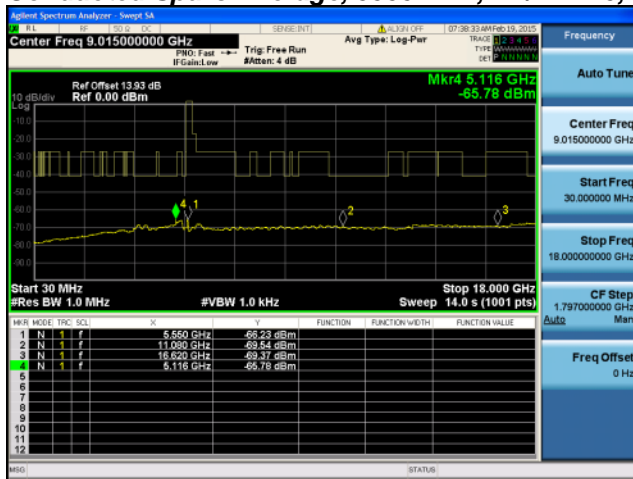 Agilent Spectrum Analyzer - Swept SA
RL RF 50 Ω DC SENSE:INT ALIGN OFF 07:38:33 AM Feb 19, 2015
Center Freq 9.015000000 GHz Avg Type: Log-Pwr TRACE 1 2 3 4 5 6
PNO: Fast Trig: Free Run TYPE
IFGain:Low #Atten: 4 dB DET P N N N N N
Frequency
Auto Tune
Ref Offset 13.93 dB
10 dB/div Ref 0.00 dBm
Log
Mkr4 5.116 GHz
-65.78 dBm
-10.0
-20.0
-30.0
-40.0
-50.0
-60.0
-70.0
-80.0
-90.0
4 1 2 3
Start 30 MHz Stop 18.000 GHz
#Res BW 1.0 MHz #VBW 1.0 kHz Sweep 14.0 s (1001 pts)
Center Freq
9.015000000 GHz
Start Freq
30.000000 MHz
Stop Freq
18.000000000 GHz
CF Step
1.797000000 GHz
Auto Man
Freq Offset
0 Hz
MKR MODE TRC SCL X Y FUNCTION FUNCTION WIDTH FUNCTION VALUE
1 N 1 f 5.550 GHz -66.23 dBm
2 N 1 f 11.080 GHz -69.54 dBm
3 N 1 f 16.620 GHz -69.37 dBm
4 N 1 f 5.116 GHz -65.78 dBm
5
6
7
8
9
10
11
12
MSG STATUS